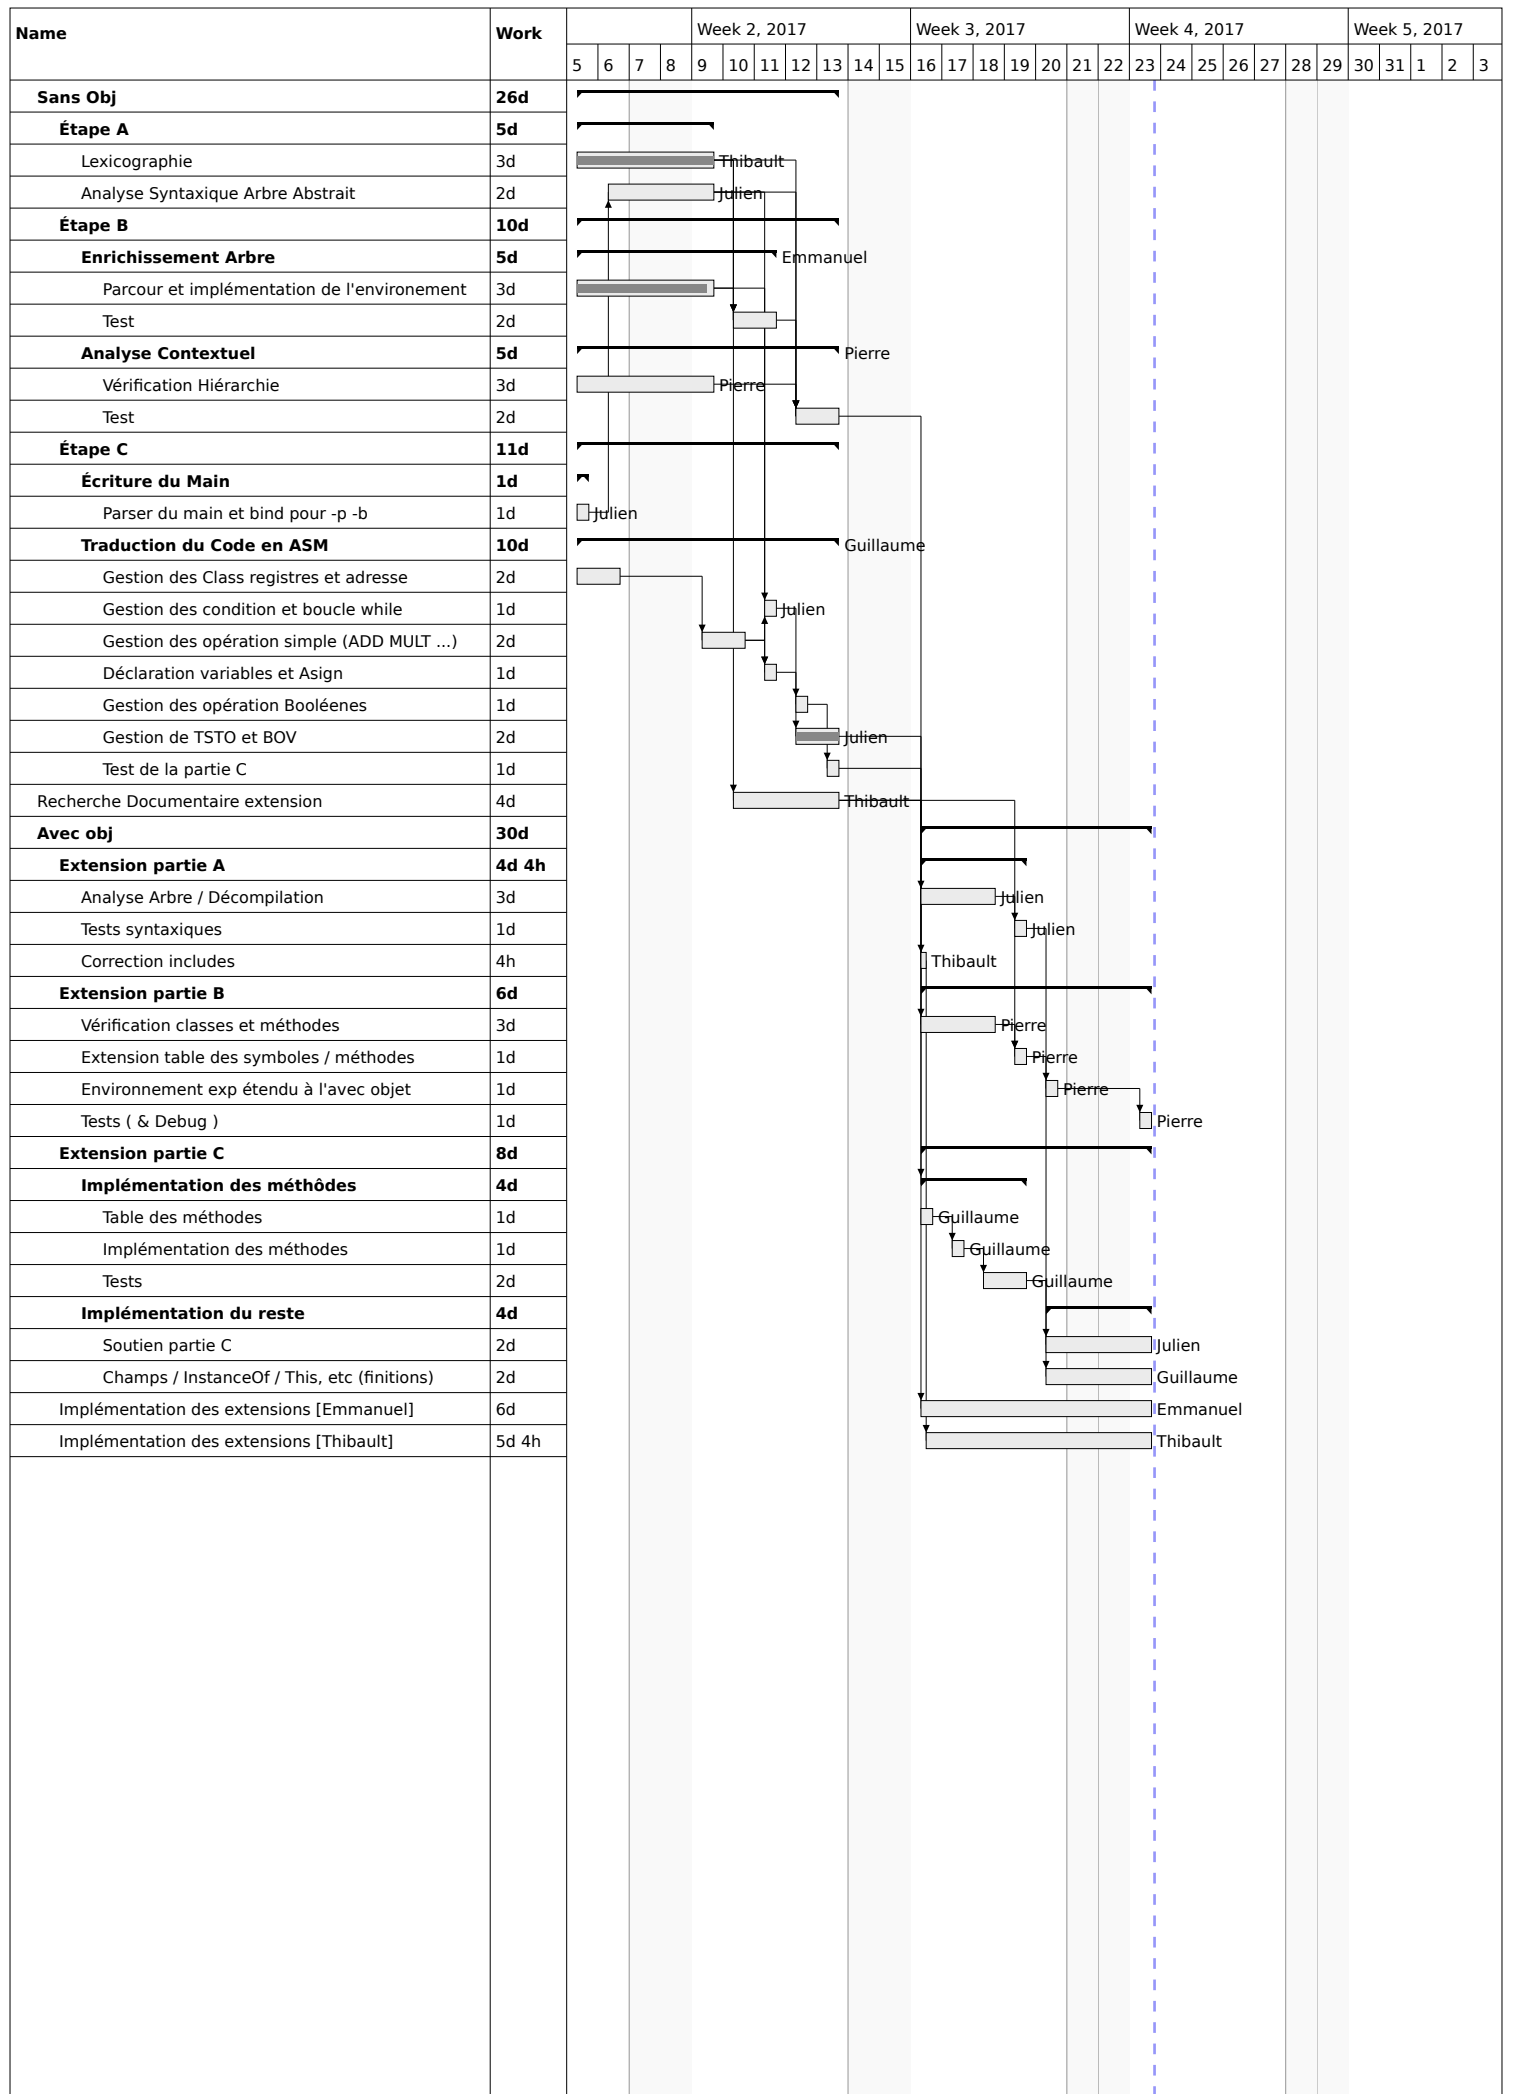 Name Work Week 2, 2017 Week 3, 2017 Week 4, 2017 Week 5, 2017
5 6 7 8 9 10 11 12 13 14 15 16 17 18 19 20 21 22 23 24 25 26 27 28 29 30 31 1 2 3
Sans Obj 26d
Étape A 5d
Lexicographie 3d Thibault
Analyse Syntaxique Arbre Abstrait 2d Julien
Étape B 10d
Enrichissement Arbre 5d Emmanuel
Parcour et implémentation de l'environement 3d
Test 2d
Analyse Contextuel 5d Pierre
Vérification Hiérarchie 3d Pierre
Test 2d
Étape C 11d
Écriture du Main 1d
Parser du main et bind pour -p -b 1d Julien
Traduction du Code en ASM 10d Guillaume
Gestion des Class registres et adresse 2d
Gestion des condition et boucle while 1d Julien
Gestion des opération simple (ADD MULT ...) 2d
Déclaration variables et Asign 1d
Gestion des opération Booléenes 1d
Gestion de TSTO et BOV 2d Julien
Test de la partie C 1d
Recherche Documentaire extension 4d Thibault
Avec obj 30d
Extension partie A 4d 4h
Analyse Arbre / Décompilation 3d Julien
Tests syntaxiques 1d Julien
Correction includes 4h Thibault
Extension partie B 6d
Vérification classes et méthodes 3d Pierre
Extension table des symboles / méthodes 1d Pierre
Environnement exp étendu à l'avec objet 1d Pierre
Tests ( & Debug ) 1d Pierre
Extension partie C 8d
Implémentation des méthôdes 4d
Table des méthodes 1d Guillaume
Implémentation des méthodes 1d Guillaume
Tests 2d Guillaume
Implémentation du reste 4d
Soutien partie C 2d Julien
Champs / InstanceOf / This, etc (finitions) 2d Guillaume
Implémentation des extensions [Emmanuel] 6d Emmanuel
Implémentation des extensions [Thibault] 5d 4h Thibault